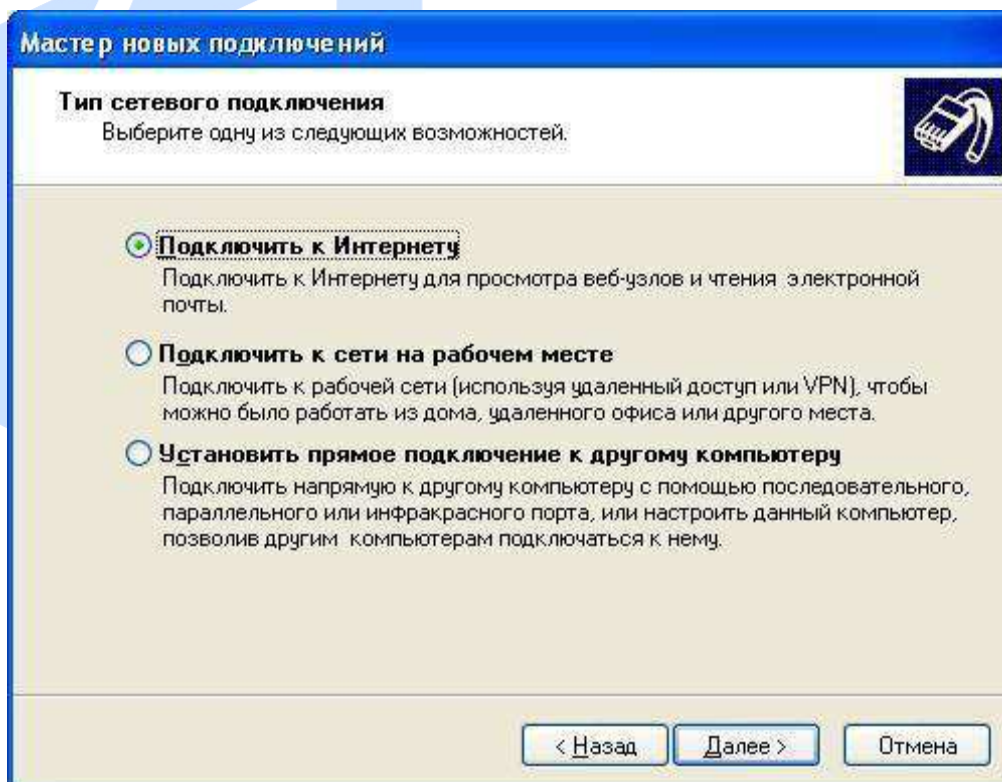 Мастер новых подключений
Тип сетевого подключения
Выберите одну из следующих возможностей.
Подключить к Интернету
Подключить к Интернету для просмотра веб-узлов и чтения электронной
почты.
Подключить к сети на рабочем месте
Подключить к рабочей сети (используя удаленный доступ или VPN), чтобы
можно было работать из дома, удаленного офиса или другого места.
Установить прямое подключение к другому компьютеру
Подключить напрямую к другому компьютеру с помощью последовательного,
параллельного или инфракрасного порта, или настроить данный компьютер,
позволив другим компьютерам подключаться к нему.
< Назад Далее > Отмена